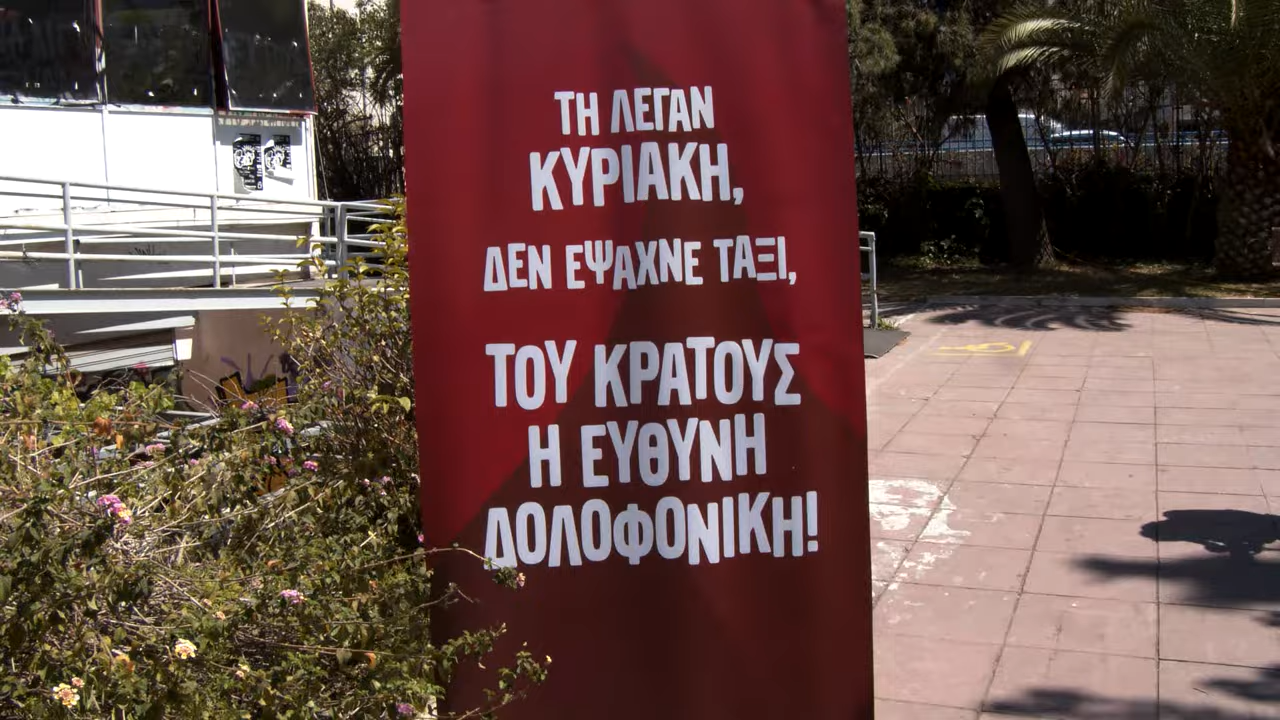 ΤΗ ΛΕΓΑΝ
ΚΥΡΙΑΚΗ,
ΔΕΝ ΕΨΑΧΝΕ ΤΑΞΙ,
ΤΟΥ ΚΡΑΤΟΥΣ
Η ΕΥΘΥΝΗ
ΔΟΛΟΦΟΝΙΚΗ!